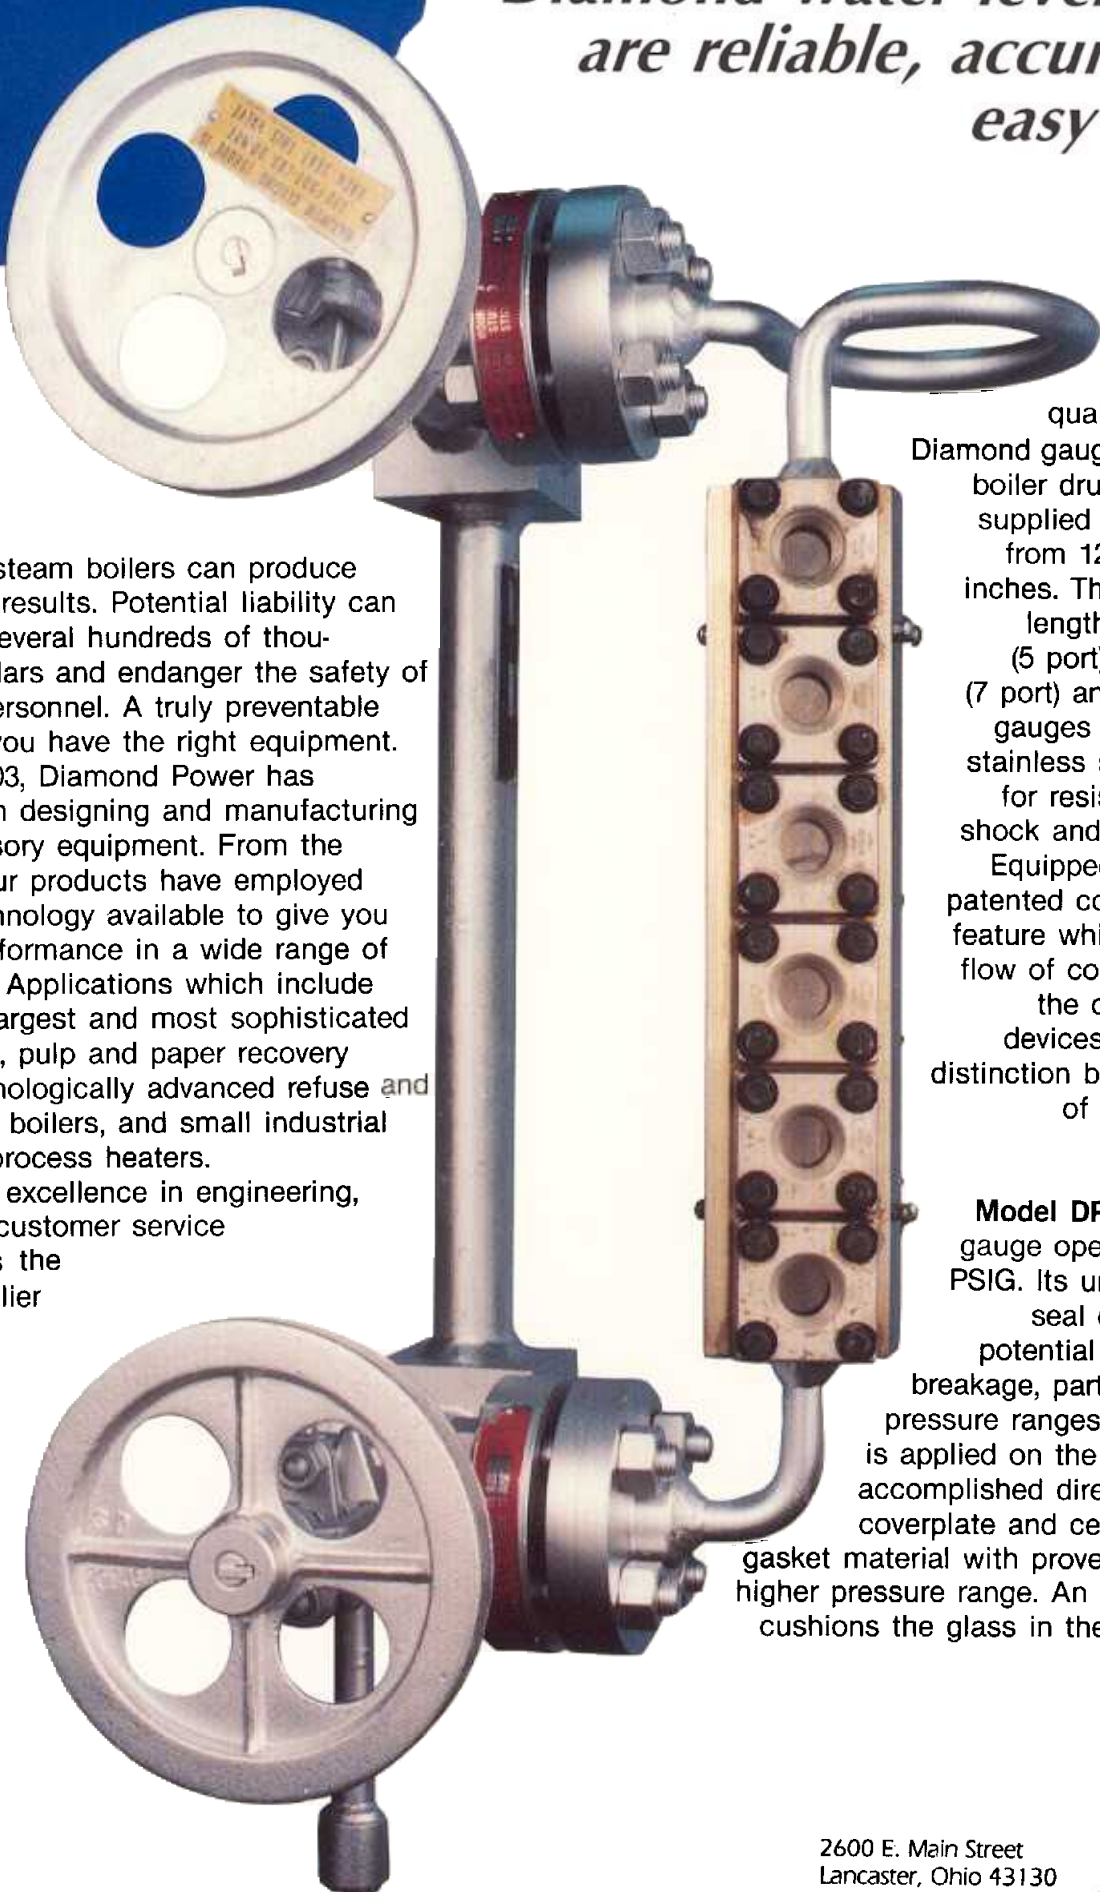 Diamond water level
are reliable, accur
easy
steam boilers can produce
results. Potential liability can
everal hundreds of thou-
lars and endanger the safety of
ersonnel. A truly preventable
you have the right equipment.
03, Diamond Power has
n designing and manufacturing
sory equipment. From the
ur products have employed
hnology available to give you
formance in a wide range of
Applications which include
argest and most sophisticated
, pulp and paper recovery
nologically advanced refuse and
boilers, and small industrial
process heaters.
excellence in engineering,
customer service
s the
lier
qua
Diamond gaug
boiler dru
supplied
from 12
inches. Th
length
(5 port)
(7 port) an
gauges
stainless s
for resis
shock and
Equipped
patented co
feature whi
flow of co
the c
devices
distinction b
of
Model DP
gauge ope
PSIG. Its u
seal
potential
breakage, part
pressure ranges
is applied on the
accomplished dire
coverplate and ce
gasket material with prove
higher pressure range. An
cushions the glass in the
2600 E. Main Street
Lancaster, Ohio 43130